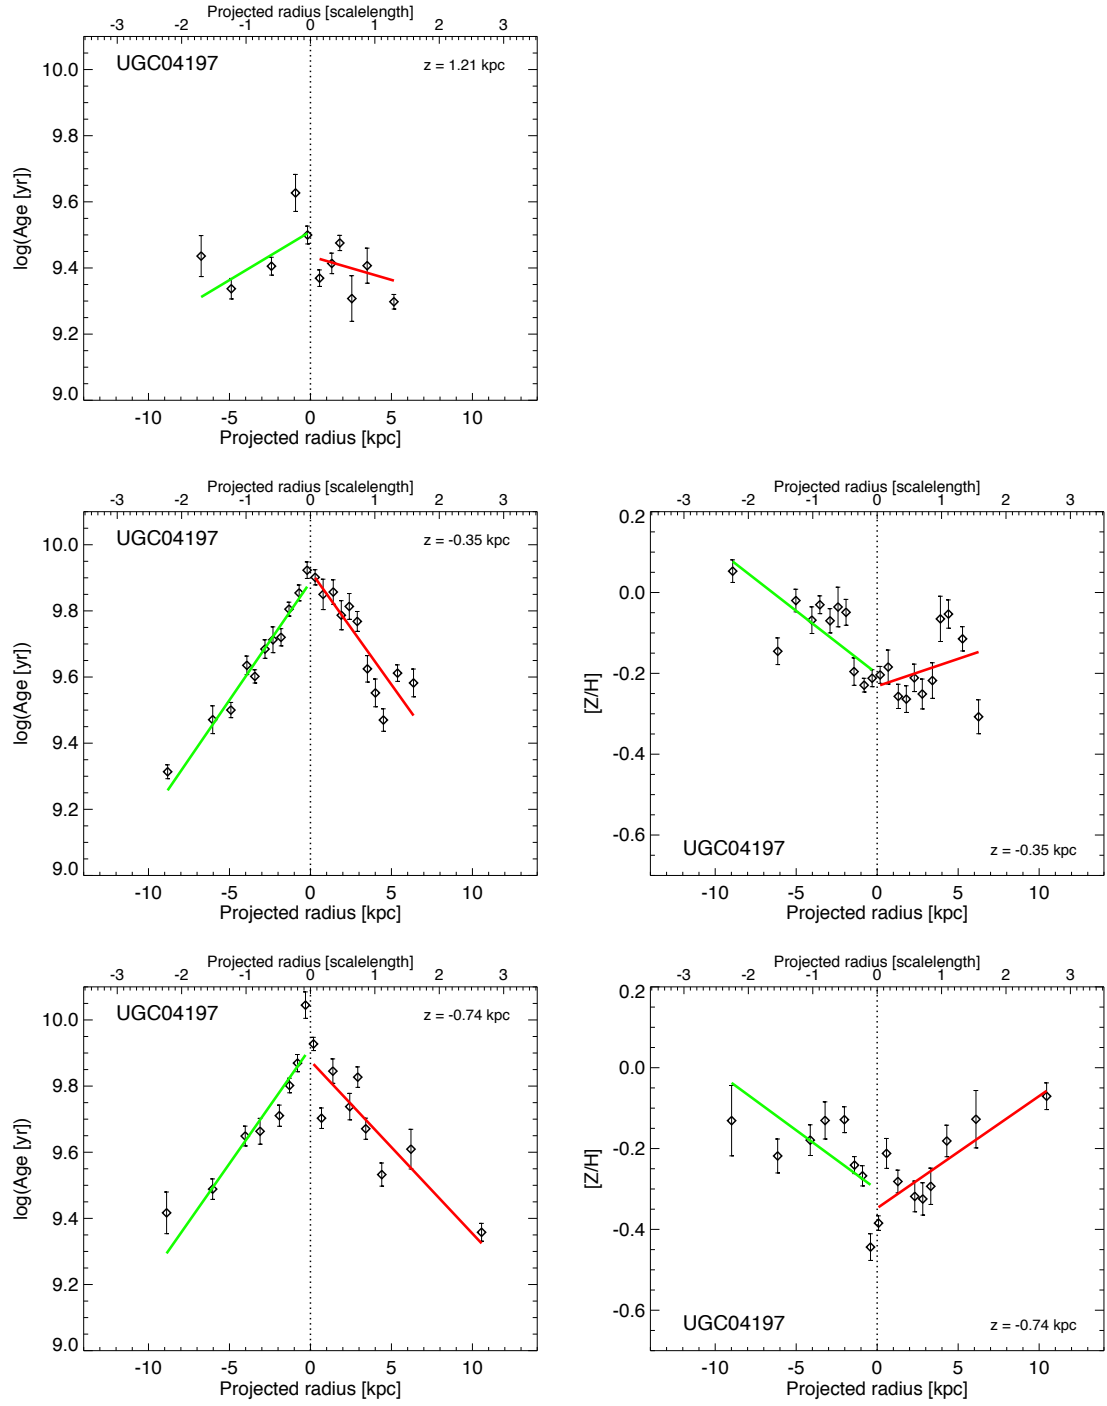 Projected radius [scalelength]
-3 -2 -1 0 1 2 3
UGC04197 z = 1.21 kpc
log(Age [yr])
10.0
9.8
9.6
9.4
9.2
9.0
-10 -5 0 5 10
Projected radius [kpc]
Projected radius [scalelength]
-3 -2 -1 0 1 2 3
UGC04197 z = -0.35 kpc
log(Age [yr])
10.0
9.8
9.6
9.4
9.2
9.0
-10 -5 0 5 10
Projected radius [kpc]
Projected radius [scalelength]
-3 -2 -1 0 1 2 3
[Z/H]
0.2
0.0
-0.2
-0.4
-0.6
UGC04197 z = -0.35 kpc
-10 -5 0 5 10
Projected radius [kpc]
Projected radius [scalelength]
-3 -2 -1 0 1 2 3
UGC04197 z = -0.74 kpc
log(Age [yr])
10.0
9.8
9.6
9.4
9.2
9.0
-10 -5 0 5 10
Projected radius [kpc]
Projected radius [scalelength]
-3 -2 -1 0 1 2 3
[Z/H]
0.2
0.0
-0.2
-0.4
-0.6
UGC04197 z = -0.74 kpc
-10 -5 0 5 10
Projected radius [kpc]